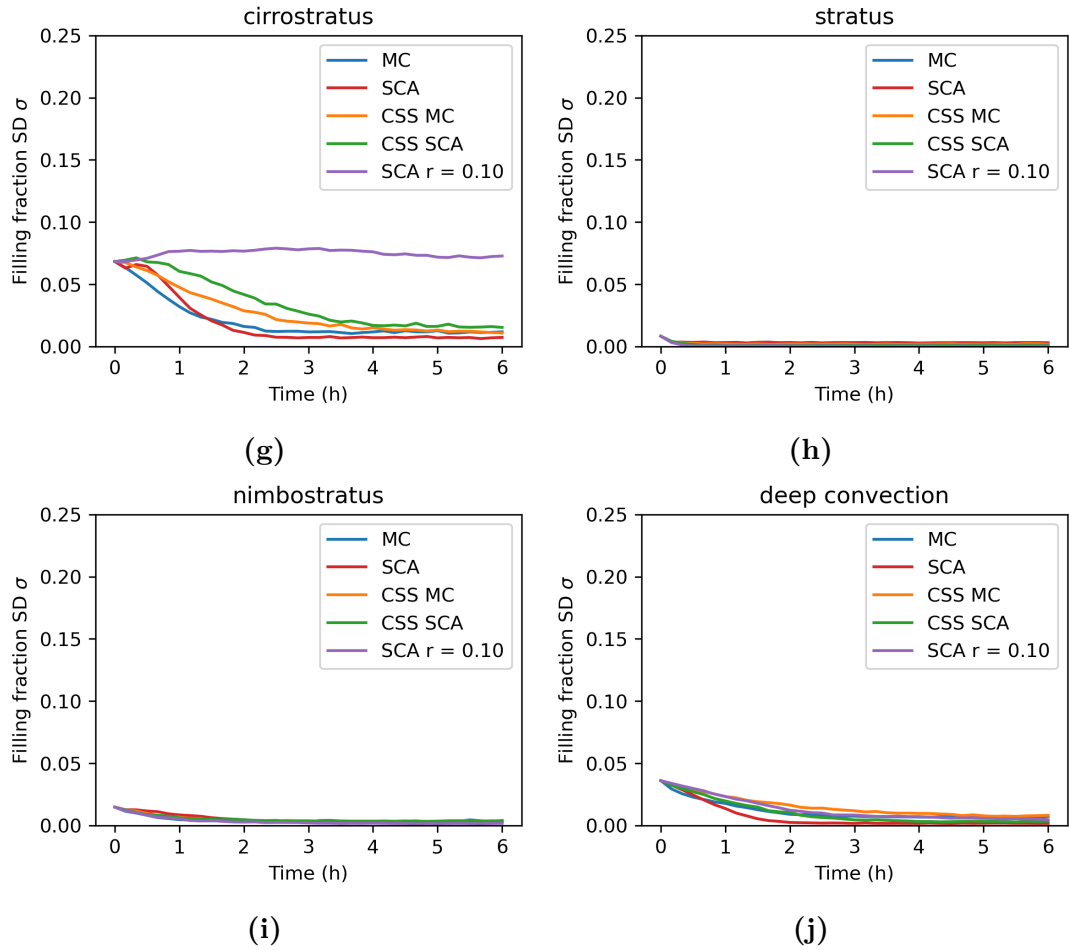 cirrostratus
0.25
0.20
0.15
0.10
0.05
0.00
Filling fraction SD σ
MC
SCA
CSS MC
CSS SCA
SCA r = 0.10
0 1 2 3 4 5 6
Time (h)
(g)
stratus
0.25
0.20
0.15
0.10
0.05
0.00
Filling fraction SD σ
MC
SCA
CSS MC
CSS SCA
SCA r = 0.10
0 1 2 3 4 5 6
Time (h)
(h)
nimbostratus
0.25
0.20
0.15
0.10
0.05
0.00
Filling fraction SD σ
MC
SCA
CSS MC
CSS SCA
SCA r = 0.10
0 1 2 3 4 5 6
Time (h)
(i)
deep convection
0.25
0.20
0.15
0.10
0.05
0.00
Filling fraction SD σ
MC
SCA
CSS MC
CSS SCA
SCA r = 0.10
0 1 2 3 4 5 6
Time (h)
(j)